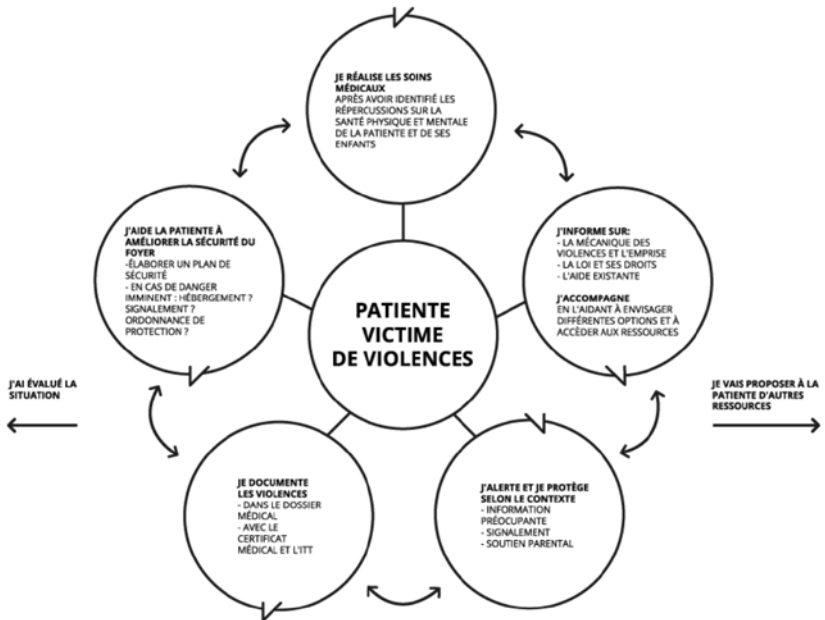 JE RÉALISE LES SOINS
MÉDICAUX
APRÈS AVOIR IDENTIFIÉ LES
RÉPERCUSSIONS SUR LA
SANTÉ PHYSIQUE ET MENTALE
DE LA PATIENTE ET DE SES
ENFANTS
J'AIDE LA PATIENTE À
AMÉLIORER LA SÉCURITÉ DU
FOYER
-ÉLABORER UN PLAN DE
SÉCURITÉ
- EN CAS DE DANGER
IMMINENT : HÉBERGEMENT ?
SIGNALEMENT ?
ORDONNANCE DE
PROTECTION ?
J'INFORME SUR:
- LA MÉCANIQUE DES
VIOLENCES ET L'EMPRISE
- LA LOI ET SES DROITS
- L'AIDE EXISTANTE
J'ACCOMPAGNE
EN L'AIDANT À ENVISAGER
DIFFÉRENTES OPTIONS ET À
ACCÈDER AUX RESSOURCES
PATIENTE
VICTIME
DE VIOLENCES
J'AI ÉVALUÉ LA
SITUATION
JE VAIS PROPOSER À LA
PATIENTE D'AUTRES
RESSOURCES
JE DOCUMENTE
LES VIOLENCES
- DANS LE DOSSIER
MÉDICAL
- AVEC LE
CERTIFICAT
MÉDICAL ET L'ITT
J'ALERTE ET JE PROTÈGE
SELON LE CONTEXTE
- INFORMATION
PRÉOCUPANTE
- SIGNALEMENT
- SOUTIEN PARENTAL